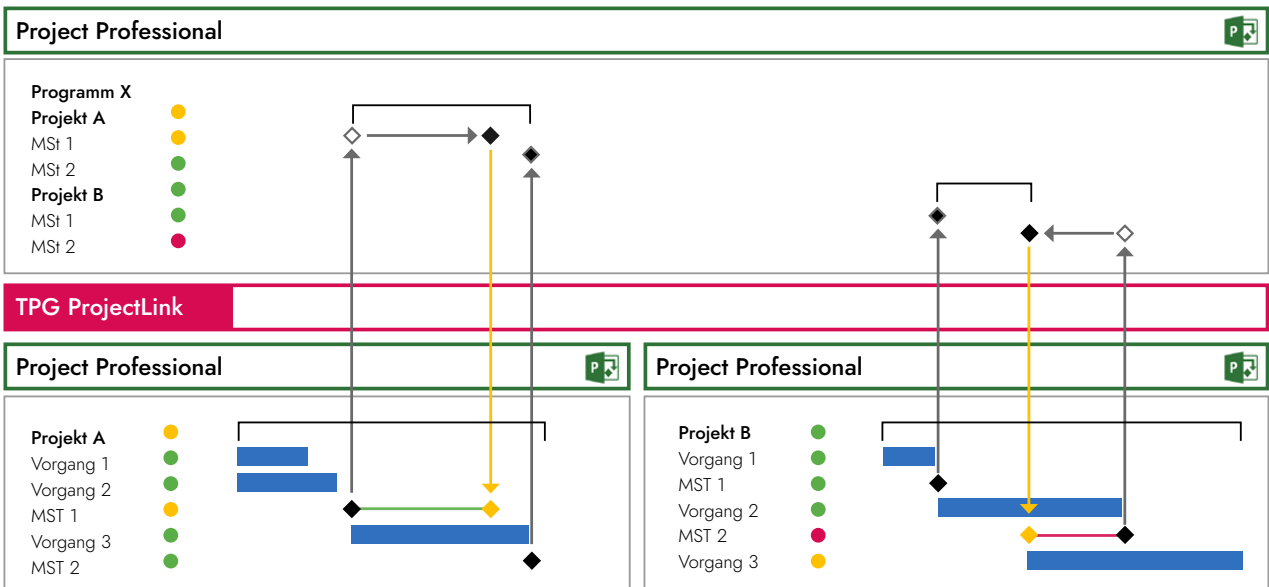 Project Professional
P
Programm X
Projekt A
MSt 1
MSt 2
Projekt B
MSt 1
MSt 2
TPG ProjectLink
Project Professional
P
Projekt A
Vorgang 1
Vorgang 2
MST 1
Vorgang 3
MST 2
Project Professional
P
Projekt B
Vorgang 1
MST 1
Vorgang 2
MST 2
Vorgang 3